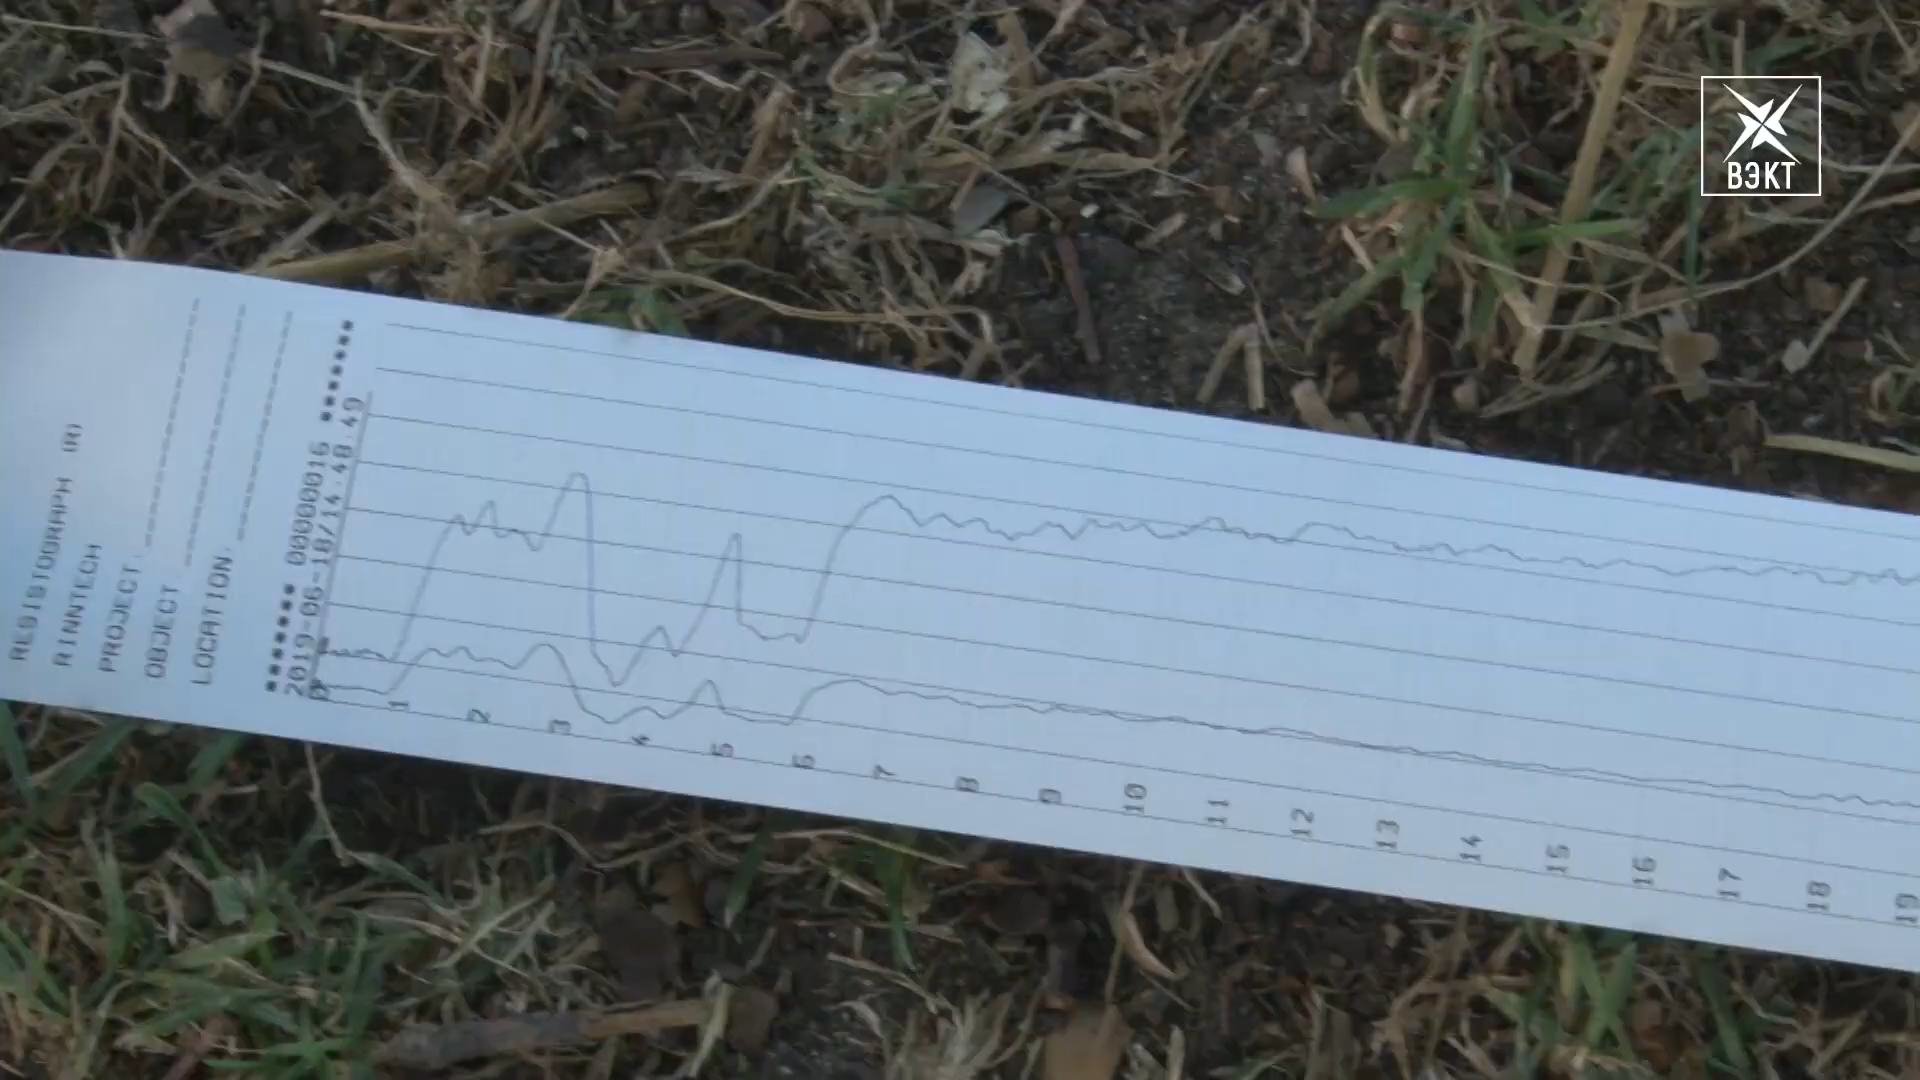 ВЭКТ
RESISTOGRAPH (R)
RINNTECH
PROJECT:
OBJECT
LOCATION:
****** 00000016 *******
2019-06-18/14.48.49
0 1 2 3 4 5 6 7 8 9 10 11 12 13 14 15 16 17 18 19